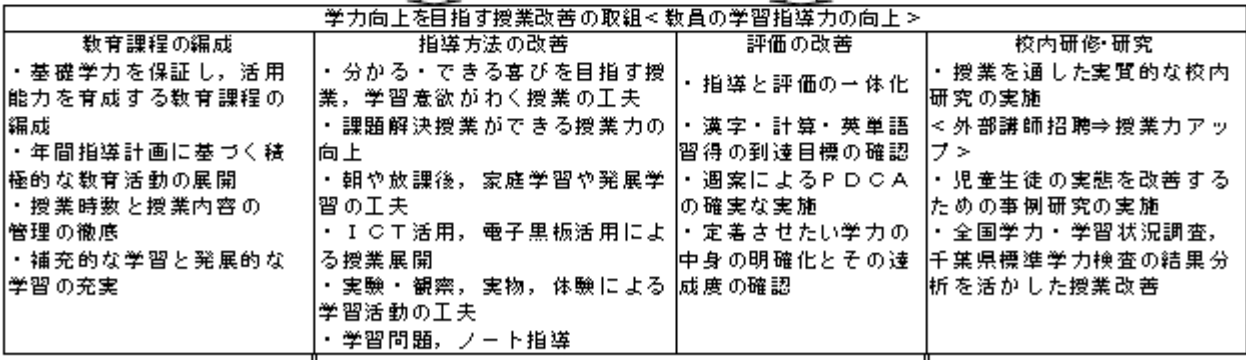 学力向上を目指す授業改善の取組<教員の学習指導力の向上>
教育課程の編成
・基礎学力を保証し，活用
能力を育成する教育課程の
編成
・年間指導計画に基づく積
極的な教育活動の展開
・授業時数と授業内容の
管理の徹底
・補充的な学習と発展的な
学習の充実
指導方法の改善
・分かる・できる喜びを目指す授
業，学習意欲がわく授業の工夫
・課題解決授業ができる授業力の
向上
・朝や放課後，家庭学習や発展学
習の工夫
・ＩＣＴ活用，電子黒板活用によ
る授業展開
・実験・観察，実物，体験による
学習活動の工夫
・学習問題，ノート指導
評価の改善
・指導と評価の一体化
・漢字・計算・英単語
習得の到達目標の確認
・週案によるＰＤＣＡ
の確実な実施
・定着させたい学力の
中身の明確化とその達
成度の確認
校内研修・研究
・授業を通した実質的な校内
研究の実施
<外部講師招聘⇒授業力アッ
プ>
・児童生徒の実態を改善する
ための事例研究の実施
・全国学力・学習状況調査，
千葉県標準学力検査の結果分
析を活かした授業改善